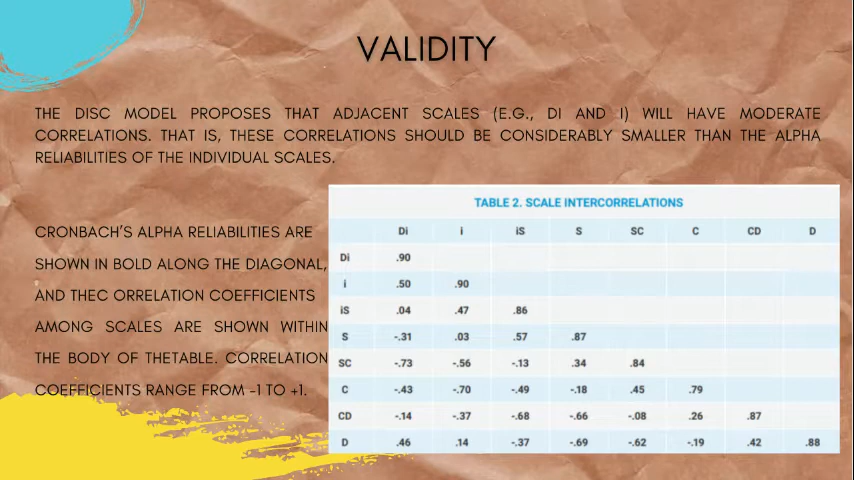 VALIDITY
THE DISC MODEL PROPOSES THAT ADJACENT SCALES (E.G., DI AND I) WILL HAVE MODERATE
CORRELATIONS. THAT IS, THESE CORRELATIONS SHOULD BE CONSIDERABLY SMALLER THAN THE ALPHA
RELIABILITIES OF THE INDIVIDUAL SCALES.
CRONBACH'S ALPHA RELIABILITIES ARE
SHOWN IN BOLD ALONG THE DIAGONAL,
AND THEC ORRELATION COEFFICIENTS
AMONG SCALES ARE SHOWN WITHIN
THE BODY OF THETABLE. CORRELATION
COEFFICIENTS RANGE FROM -1 TO +1.
TABLE 2. SCALE INTERCORRELATIONS
Di i iS S SC C CD D
Di .90
i .50 .90
iS .04 .47 .86
S -.31 .03 .57 .87
SC -.73 -.56 -.13 .34 .84
C -.43 -.70 -.49 -.18 .45 .79
CD -.14 -.37 -.68 -.66 -.08 .26 .87
D .46 .14 -.37 -.69 -.62 -.19 .42 .88